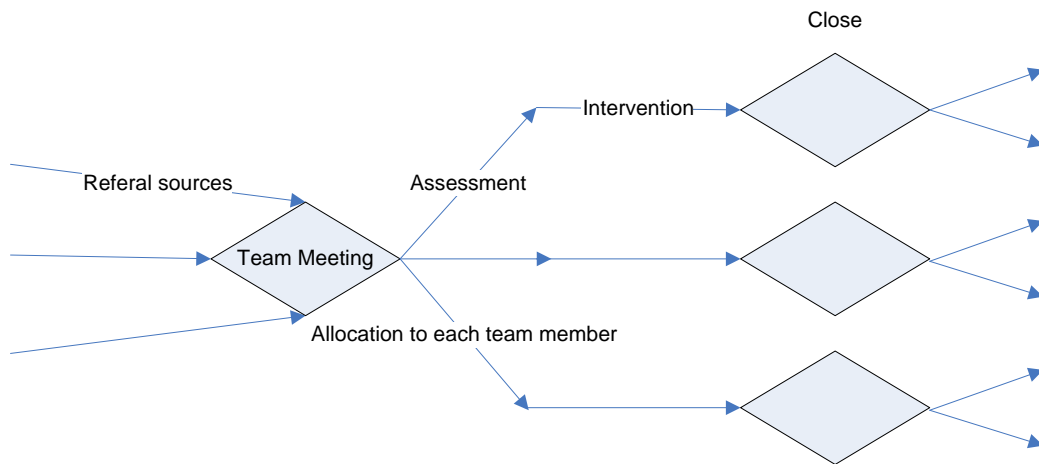 Close
Intervention
Referal sources
Assessment
Team Meeting
Allocation to each team member